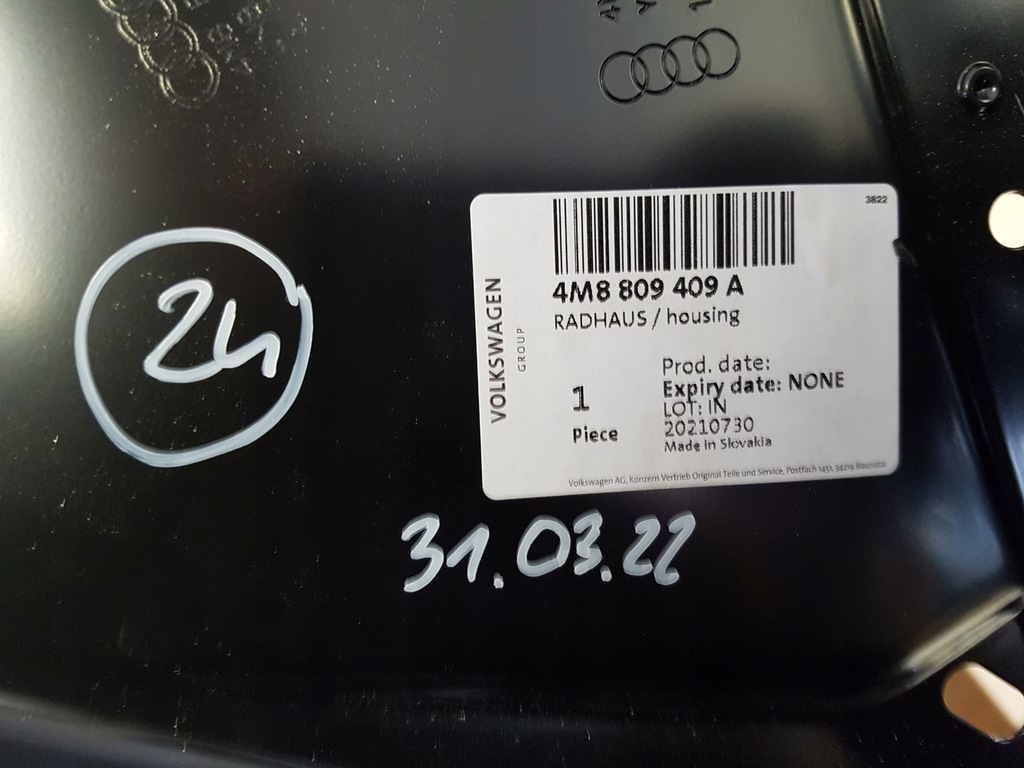 3822
4M8 809 409 A
RADHAUS / housing
VOLKSWAGEN
GROUP
1
Piece
Prod. date:
Expiry date: NONE
LOT: IN
20210730
Made in Slovakia
Volkswagen AG, Konzern Vertrieb Original Teile und Service, Postfach 1451, 34219 Baunatal
24
31.03.22